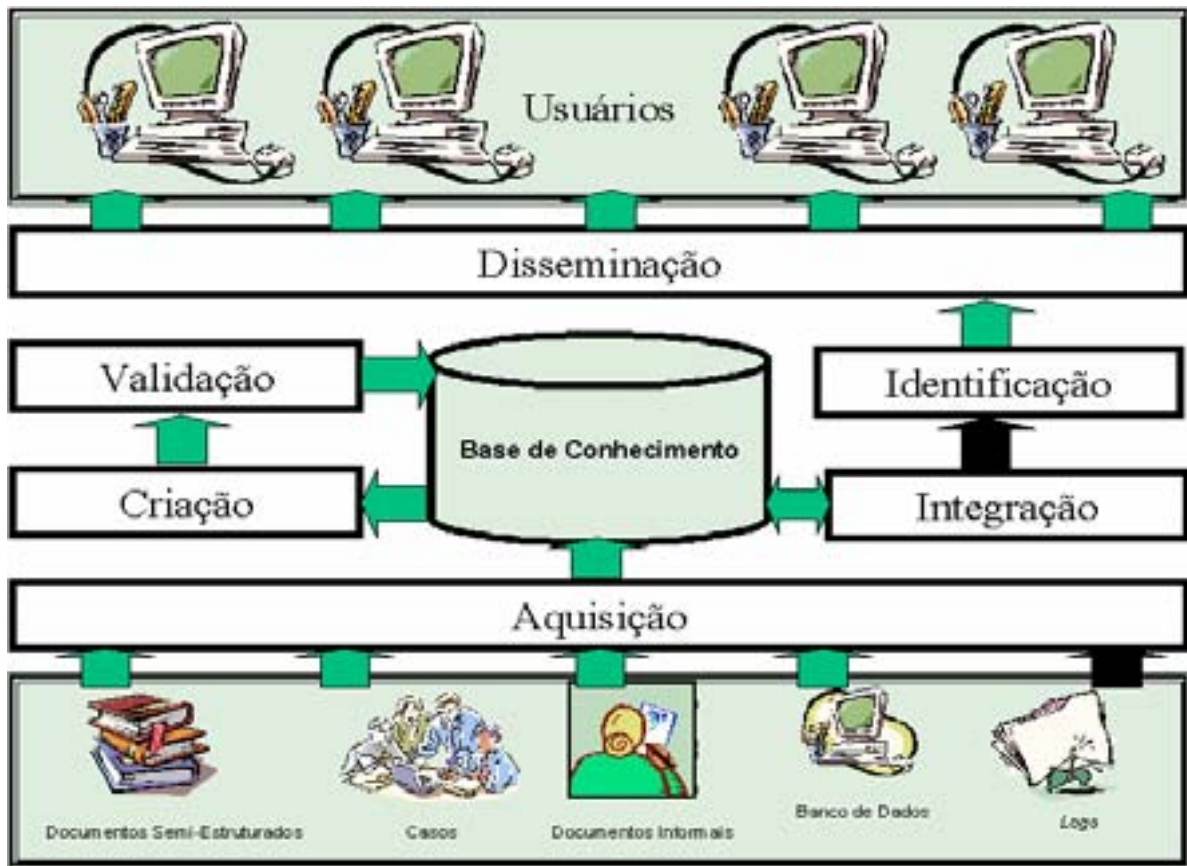 Usuários
Disseminação
Validação
Identificação
Base de Conhecimento
Criação
Integração
Aquisição
Documentos Semi-Estruturados
Casos
Documentos Informais
Banco de Dados
Logs